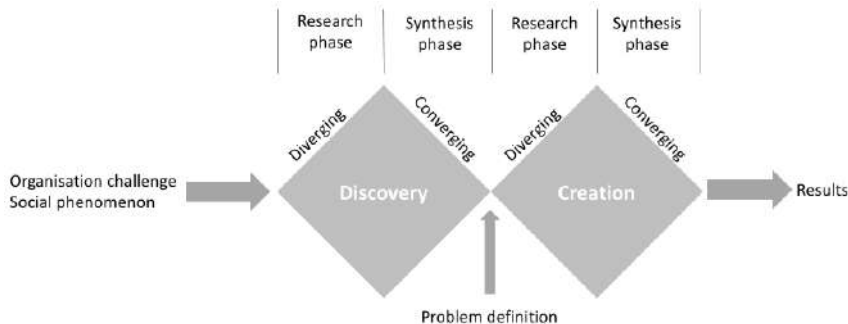 Research
phase
Synthesis
phase
Research
phase
Synthesis
phase
Diverging
Converging
Diverging
Converging
Organisation challenge
Social phenomenon
Discovery
Creation
Results
Problem definition